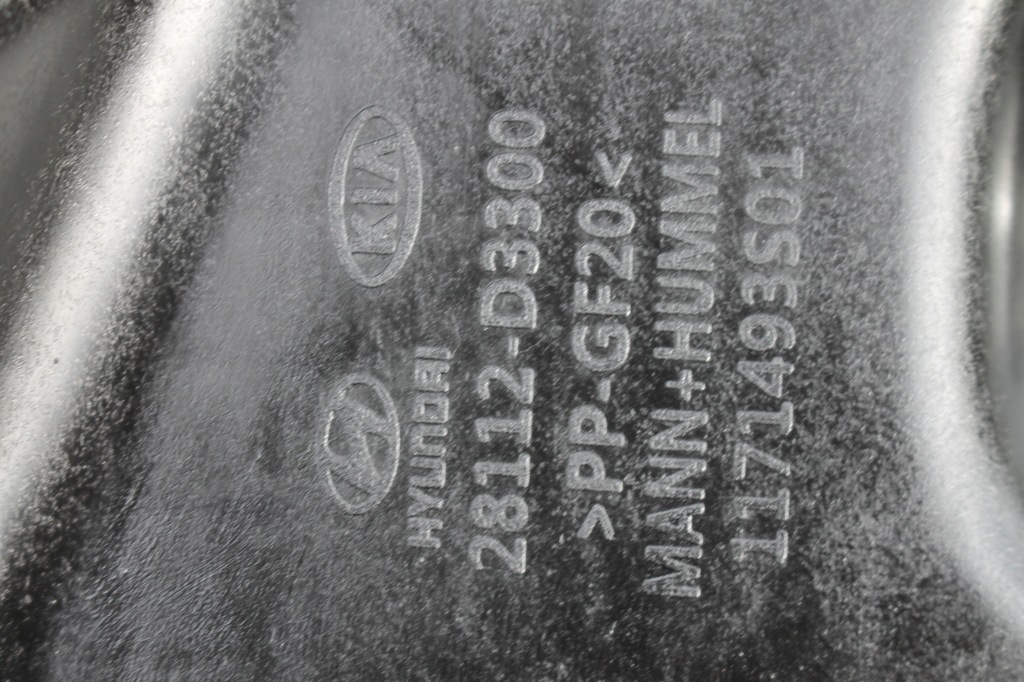 KIA
HYUNDAI
28112-D3300
>PP-GF20<
MANN+HUMMEL
1171493S01